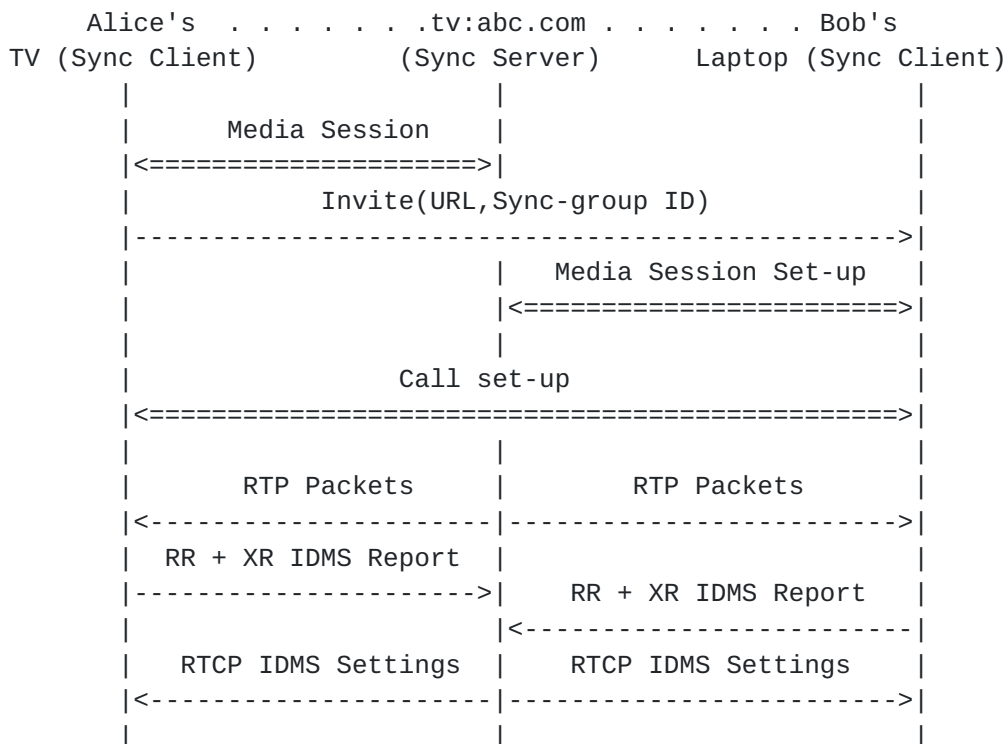 Alice's . . . . . . .tv:abc.com . . . . . . . Bob's
TV (Sync Client) (Sync Server) Laptop (Sync Client)
Media Session
Invite(URL,Sync-group ID)
Media Session Set-up
Call set-up
RTP Packets RTP Packets
RR + XR IDMS Report
RR + XR IDMS Report
RTCP IDMS Settings RTCP IDMS Settings